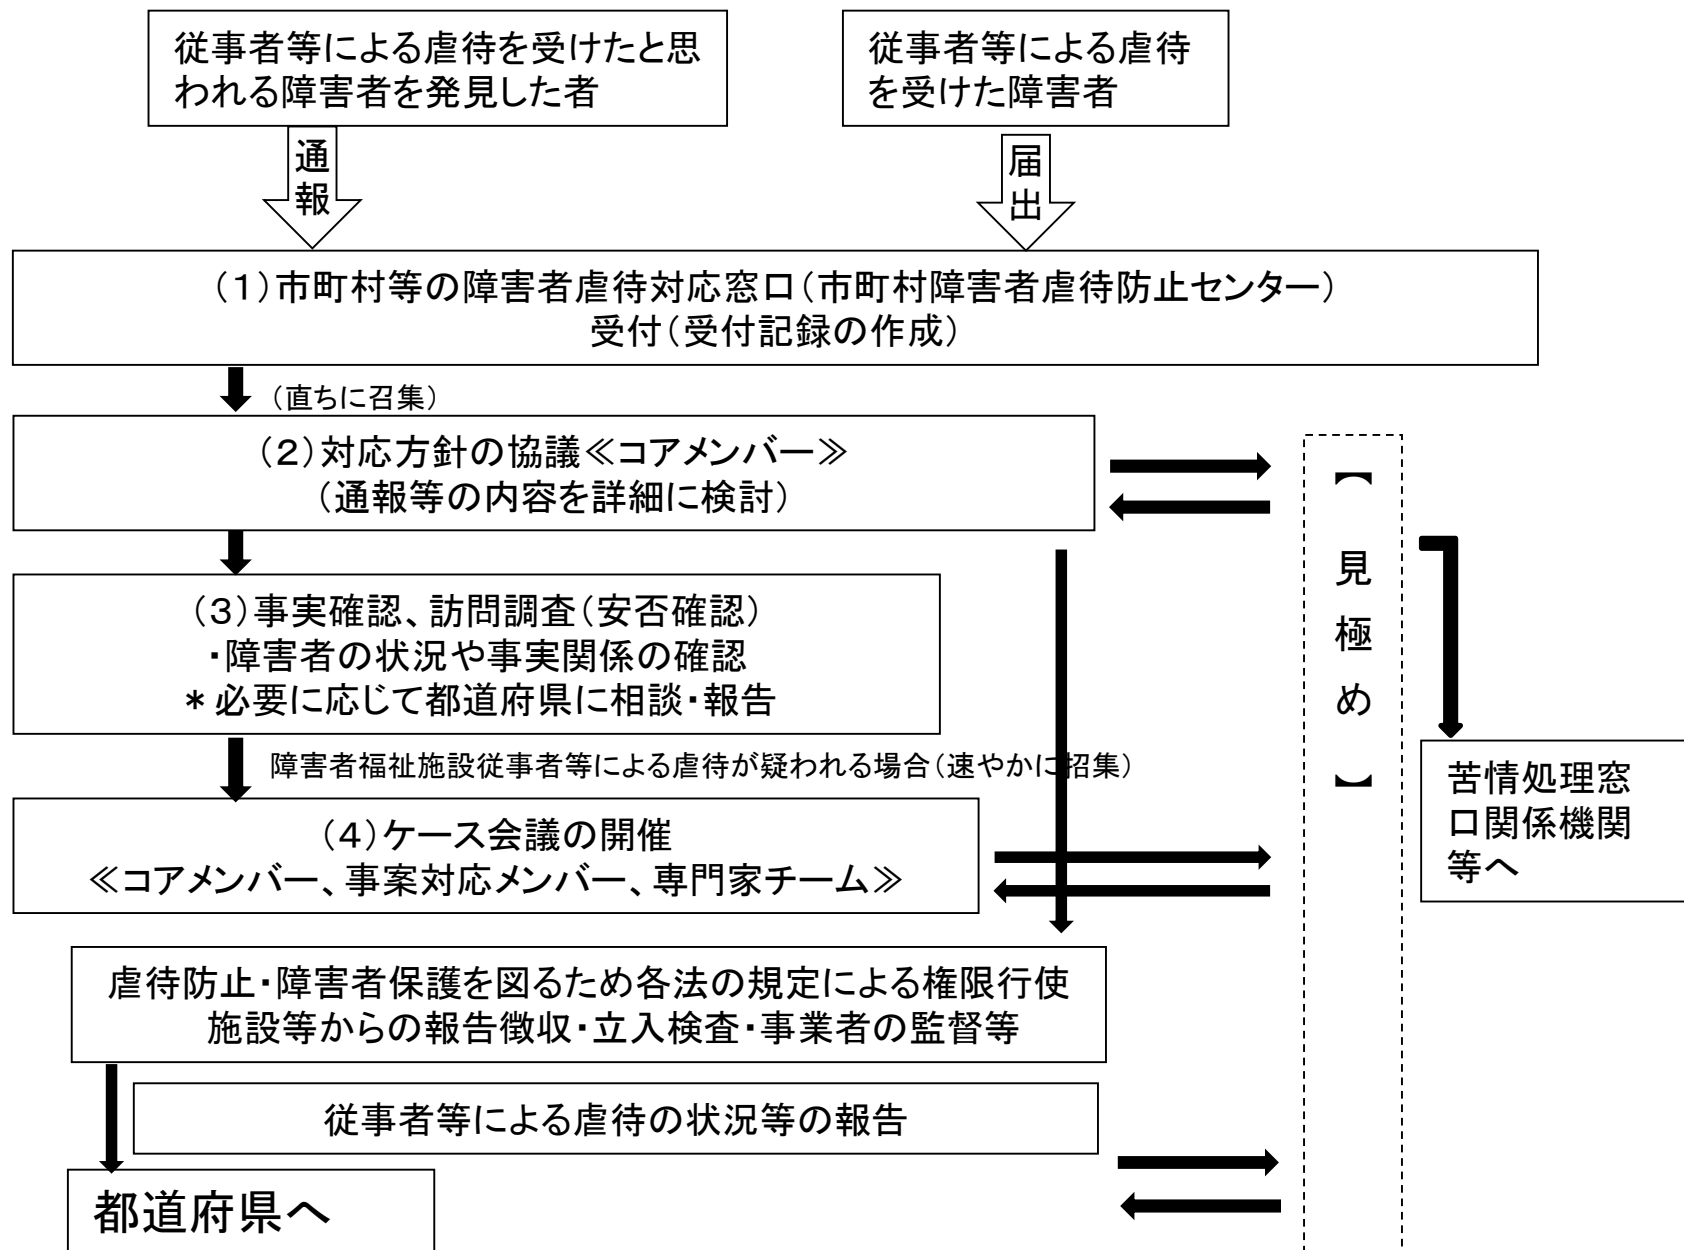 従事者等による虐待を受けたと思
われる障害者を発見した者
従事者等による虐待
を受けた障害者
通報
届出
（１）市町村等の障害者虐待対応窓口（市町村障害者虐待防止センター）
受付（受付記録の作成）
（直ちに召集）
（２）対応方針の協議≪コアメンバー≫
（通報等の内容を詳細に検討）
（３）事実確認、訪問調査（安否確認）
・障害者の状況や事実関係の確認
＊必要に応じて都道府県に相談・報告
障害者福祉施設従事者等による虐待が疑われる場合（速やかに招集）
（４）ケース会議の開催
≪コアメンバー、事案対応メンバー、専門家チーム≫
【見極め】
苦情処理窓
口関係機関
等へ
虐待防止・障害者保護を図るため各法の規定による権限行使
施設等からの報告徴収・立入検査・事業者の監督等
従事者等による虐待の状況等の報告
都道府県へ